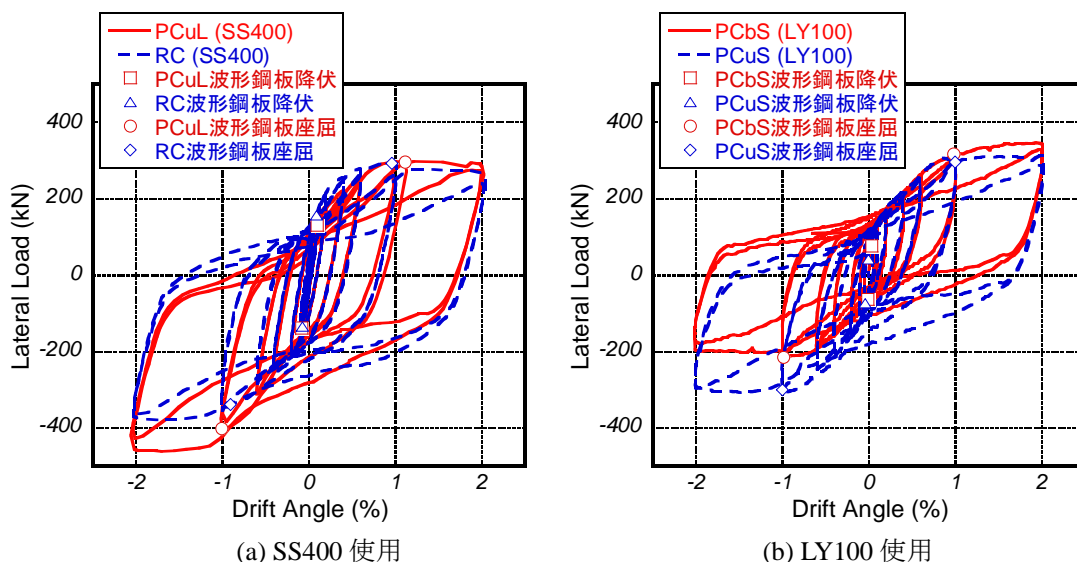 PCuL (SS400)
RC (SS400)
PCuL波形鋼板降伏
RC波形鋼板降伏
PCuL波形鋼板座屈
RC波形鋼板座屈
400
200
0
-200
-400
Lateral Load (kN)
-2 -1 0 1 2
Drift Angle (%)
(a) SS400 使用
PCbS (LY100)
PCuS (LY100)
PCbS波形鋼板降伏
PCuS波形鋼板降伏
PCbS波形鋼板座屈
PCuS波形鋼板座屈
400
200
0
-200
-400
Lateral Load (kN)
-2 -1 0 1 2
Drift Angle (%)
(b) LY100 使用